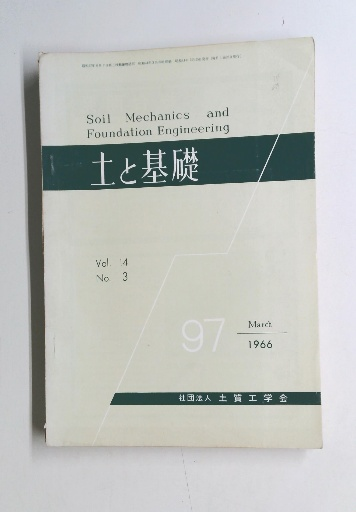 Soil Mechanics and
Foundation Engineering
土と基礎
Vol. 14
No. 3
97
March
1966
社団法人 土質工学会